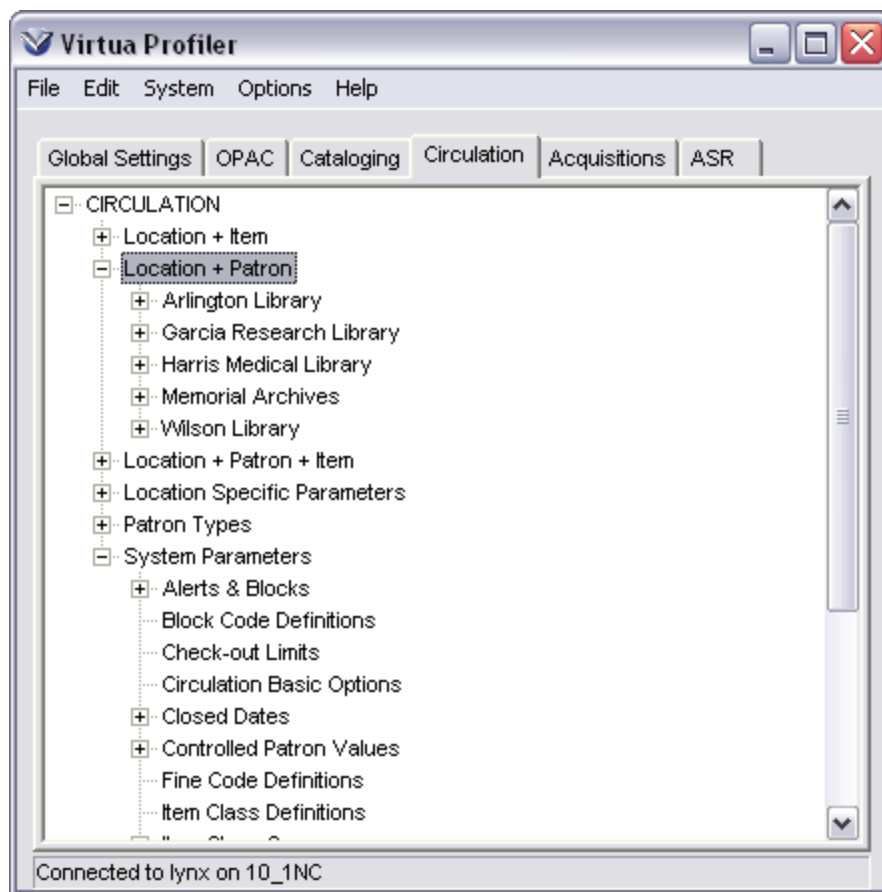 Virtua Profiler
File Edit System Options Help
Global Settings OPAC Cataloging Circulation Acquisitions ASR
CIRCULATION
Location + Item
Location + Patron
Arlington Library
Garcia Research Library
Harris Medical Library
Memorial Archives
Wilson Library
Location + Patron + Item
Location Specific Parameters
Patron Types
System Parameters
Alerts & Blocks
Block Code Definitions
Check-out Limits
Circulation Basic Options
Closed Dates
Controlled Patron Values
Fine Code Definitions
Item Class Definitions
Connected to lynx on 10_1NC